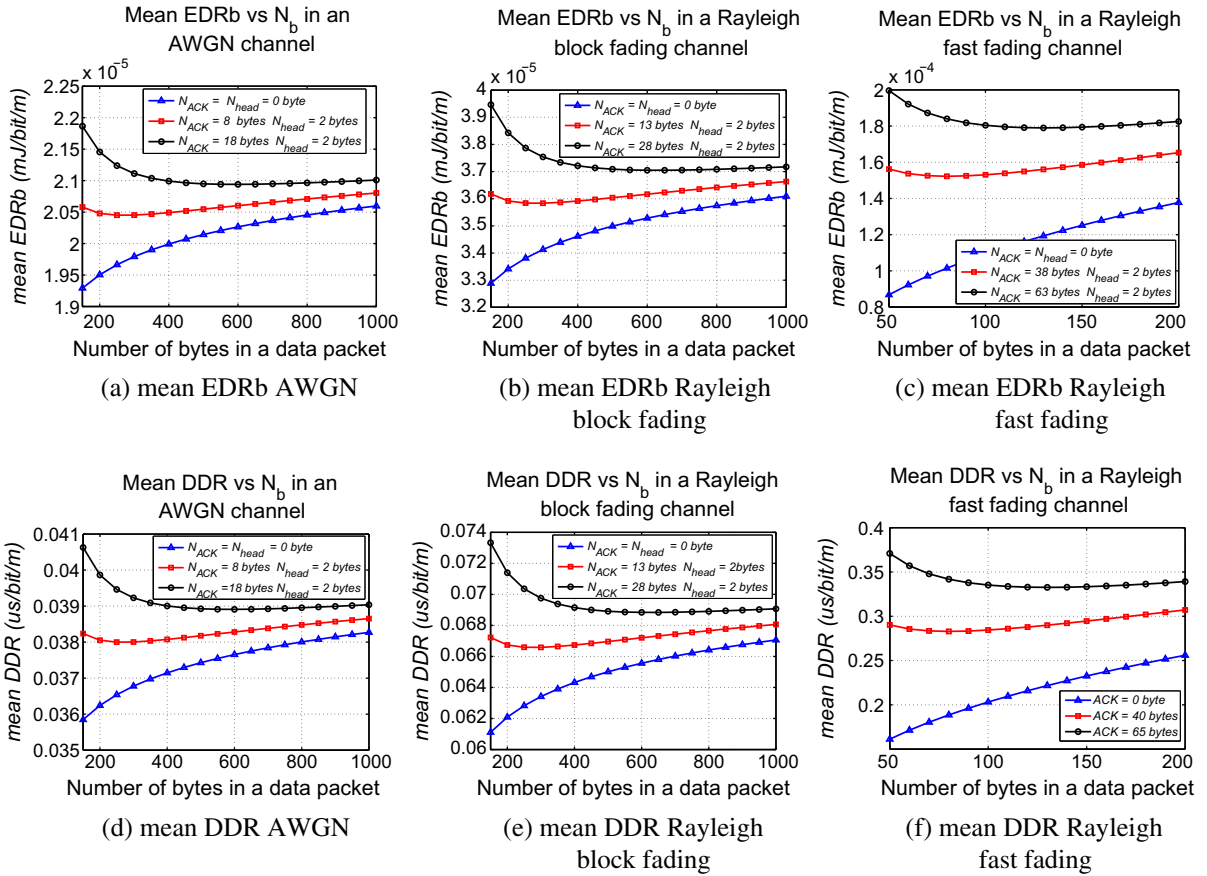 Mean EDRb vs N_b in an
AWGN channel
x 10^-5
2.25
2.2
2.15
2.1
2.05
2
1.95
1.9
mean EDRb (mJ/bit/m)
N_ACK = N_head = 0 byte
N_ACK = 8 bytes N_head = 2 bytes
N_ACK = 18 bytes N_head = 2 bytes
200 400 600 800 1000
Number of bytes in a data packet
(a) mean EDRb AWGN
Mean EDRb vs N_b in a Rayleigh
block fading channel
x 10^-5
4
3.9
3.8
3.7
3.6
3.5
3.4
3.3
3.2
mean EDRb (mJ/bit/m)
N_ACK = N_head = 0 byte
N_ACK = 13 bytes N_head = 2 bytes
N_ACK = 28 bytes N_head = 2 bytes
200 400 600 800 1000
Number of bytes in a data packet
(b) mean EDRb Rayleigh
block fading
Mean EDRb vs N_b in a Rayleigh
fast fading channel
x 10^-4
2
1.8
1.6
1.4
1.2
1
0.8
mean EDRb (mJ/bit/m)
N_ACK = N_head = 0 byte
N_ACK = 38 bytes N_head = 2 bytes
N_ACK = 63 bytes N_head = 2 bytes
50 100 150 200
Number of bytes in a data packet
(c) mean EDRb Rayleigh
fast fading
Mean DDR vs N_b in an
AWGN channel
0.041
0.04
0.039
0.038
0.037
0.036
0.035
mean DDR (us/bit/m)
N_ACK = N_head = 0 byte
N_ACK = 8 bytes N_head = 2 bytes
N_ACK =18 bytes N_head = 2 bytes
200 400 600 800 1000
Number of bytes in a data packet
(d) mean DDR AWGN
Mean DDR vs N_b in a Rayleigh
block fading channel
0.074
0.072
0.07
0.068
0.066
0.064
0.062
0.06
mean DDR (us/bit/m)
N_ACK = N_head = 0 byte
N_ACK = 13 bytes N_head = 2bytes
N_ACK = 28 bytes N_head = 2 bytes
200 400 600 800 1000
Number of bytes in a data packet
(e) mean DDR Rayleigh
block fading
Mean DDR vs N_b in a Rayleigh
fast fading channel
0.4
0.35
0.3
0.25
0.2
mean DDR (us/bit/m)
ACK = 0 byte
ACK = 40 bytes
ACK = 65 bytes
50 100 150 200
Number of bytes in a data packet
(f) mean DDR Rayleigh
fast fading